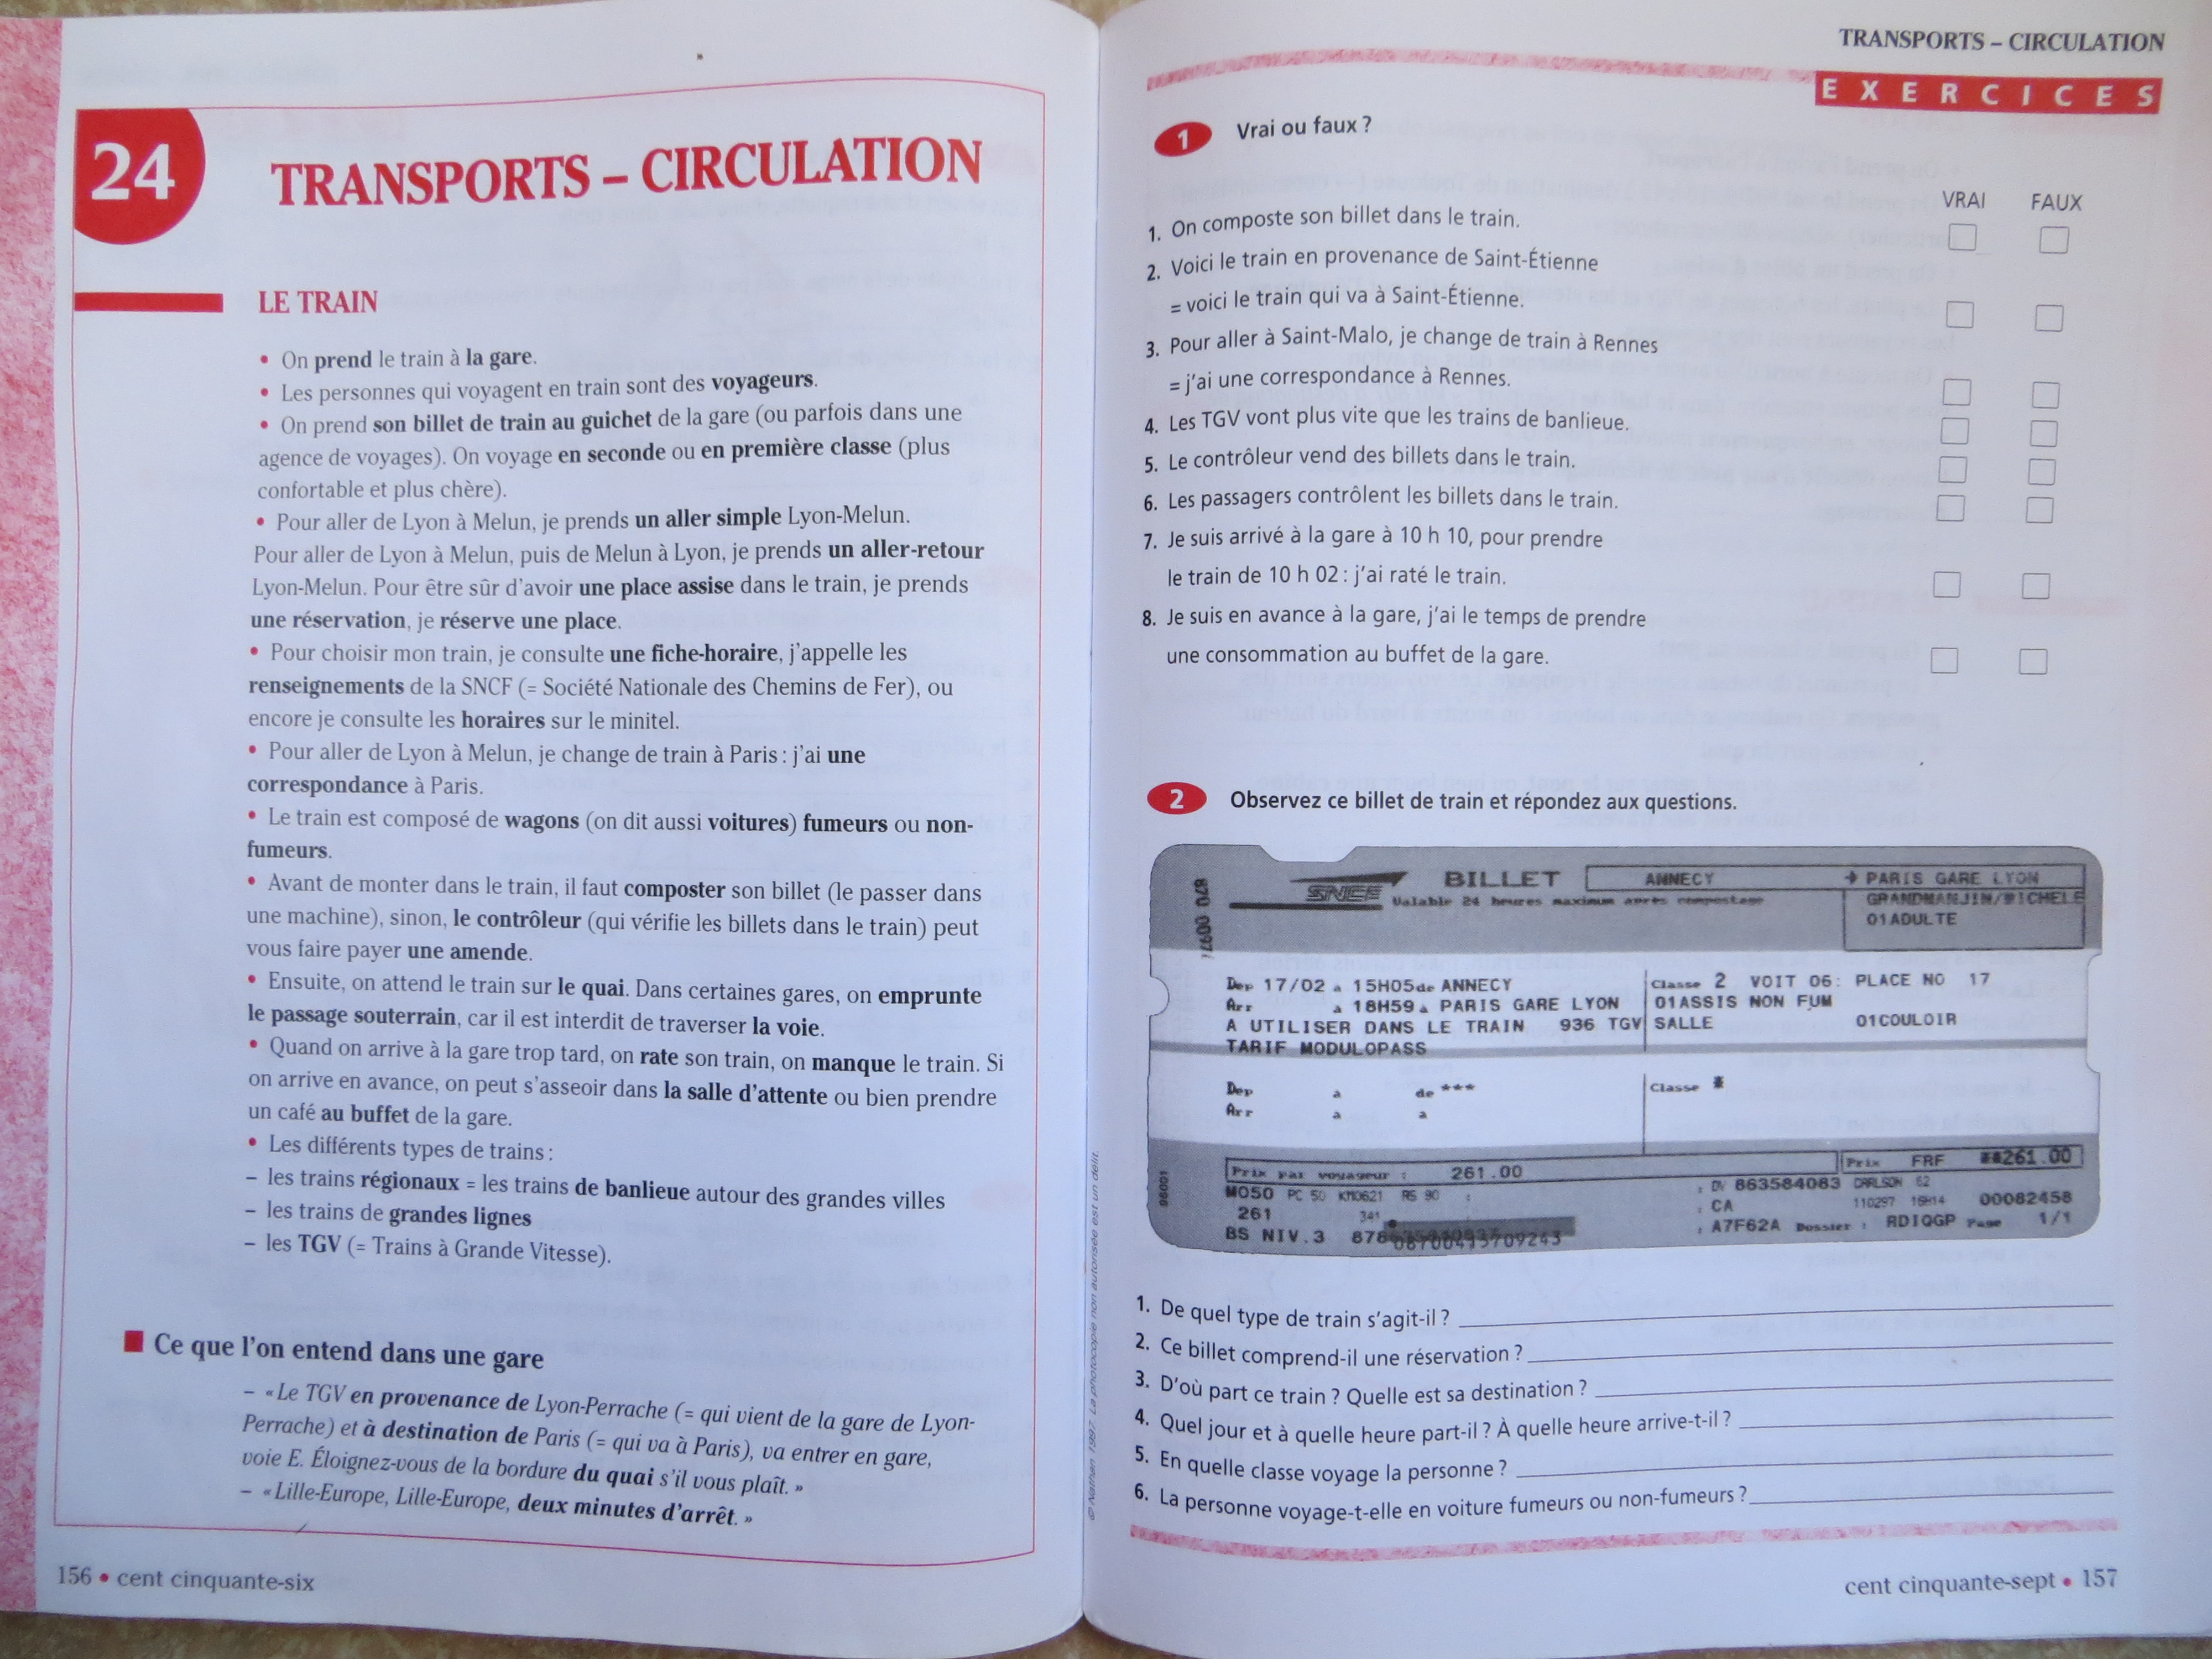 24
TRANSPORTS – CIRCULATION
LE TRAIN
• On prend le train à la gare.
• Les personnes qui voyagent en train sont des voyageurs.
• On prend son billet de train au guichet de la gare (ou parfois dans une
agence de voyages). On voyage en seconde ou en première classe (plus
confortable et plus chère).
• Pour aller de Lyon à Melun, je prends un aller simple Lyon-Melun.
Pour aller de Lyon à Melun, puis de Melun à Lyon, je prends un aller-retour
Lyon-Melun. Pour être sûr d'avoir une place assise dans le train, je prends
une réservation, je réserve une place.
• Pour choisir mon train, je consulte une fiche-horaire, j'appelle les
renseignements de la SNCF (= Société Nationale des Chemins de Fer), ou
encore je consulte les horaires sur le minitel.
• Pour aller de Lyon à Melun, je change de train à Paris : j'ai une
correspondance à Paris.
• Le train est composé de wagons (on dit aussi voitures) fumeurs ou non-
fumeurs.
• Avant de monter dans le train, il faut composter son billet (le passer dans
une machine), sinon, le contrôleur (qui vérifie les billets dans le train) peut
vous faire payer une amende.
• Ensuite, on attend le train sur le quai. Dans certaines gares, on emprunte
le passage souterrain, car il est interdit de traverser la voie.
• Quand on arrive à la gare trop tard, on rate son train, on manque le train. Si
on arrive en avance, on peut s'asseoir dans la salle d'attente ou bien prendre
un café au buffet de la gare.
• Les différents types de trains :
– les trains régionaux = les trains de banlieue autour des grandes villes
– les trains de grandes lignes
– les TGV (= Trains à Grande Vitesse).
Ce que l'on entend dans une gare
– « Le TGV en provenance de Lyon-Perrache (= qui vient de la gare de Lyon-
Perrache) et à destination de Paris (= qui va à Paris), va entrer en gare,
voie E. Éloignez-vous de la bordure du quai s'il vous plaît. »
– « Lille-Europe, Lille-Europe, deux minutes d'arrêt. »
156 • cent cinquante-six
© Nathan 1997. La photocopie non autorisée est un délit.
TRANSPORTS – CIRCULATION
EXERCICES
1 Vrai ou faux ?
VRAI FAUX
1. On composte son billet dans le train.
2. Voici le train en provenance de Saint-Étienne
= voici le train qui va à Saint-Étienne.
3. Pour aller à Saint-Malo, je change de train à Rennes
= j'ai une correspondance à Rennes.
4. Les TGV vont plus vite que les trains de banlieue.
5. Le contrôleur vend des billets dans le train.
6. Les passagers contrôlent les billets dans le train.
7. Je suis arrivé à la gare à 10 h 10, pour prendre
le train de 10 h 02 : j'ai raté le train.
8. Je suis en avance à la gare, j'ai le temps de prendre
une consommation au buffet de la gare.
2 Observez ce billet de train et répondez aux questions.
SNCF BILLET ANNECY → PARIS GARE LYON
Valable 24 heures maximum après compostage
01ADULTE
Dep 17/02 a 15H05 de ANNECY Classe 2 VOIT 06: PLACE NO 17
Arr a 18H59 a PARIS GARE LYON 01ASSIS NON FUM
A UTILISER DANS LE TRAIN 936 TGV SALLE 01COULOIR
TARIF MODULOPASS
Dep a de *** Classe *
Arr a a
Prix par voyageur : 261.00 Prix FRF **261.00
MO50 PC 50 KM0621 RS 90 : : DV 863584083 62
261 341 : CA 110297 16H14 00082458
BS NIV.3 : A7F62A Dossier : RDIQGP Page 1/1
96001
1. De quel type de train s'agit-il ?
2. Ce billet comprend-il une réservation ?
3. D'où part ce train ? Quelle est sa destination ?
4. Quel jour et à quelle heure part-il ? À quelle heure arrive-t-il ?
5. En quelle classe voyage la personne ?
6. La personne voyage-t-elle en voiture fumeurs ou non-fumeurs ?
cent cinquante-sept • 157